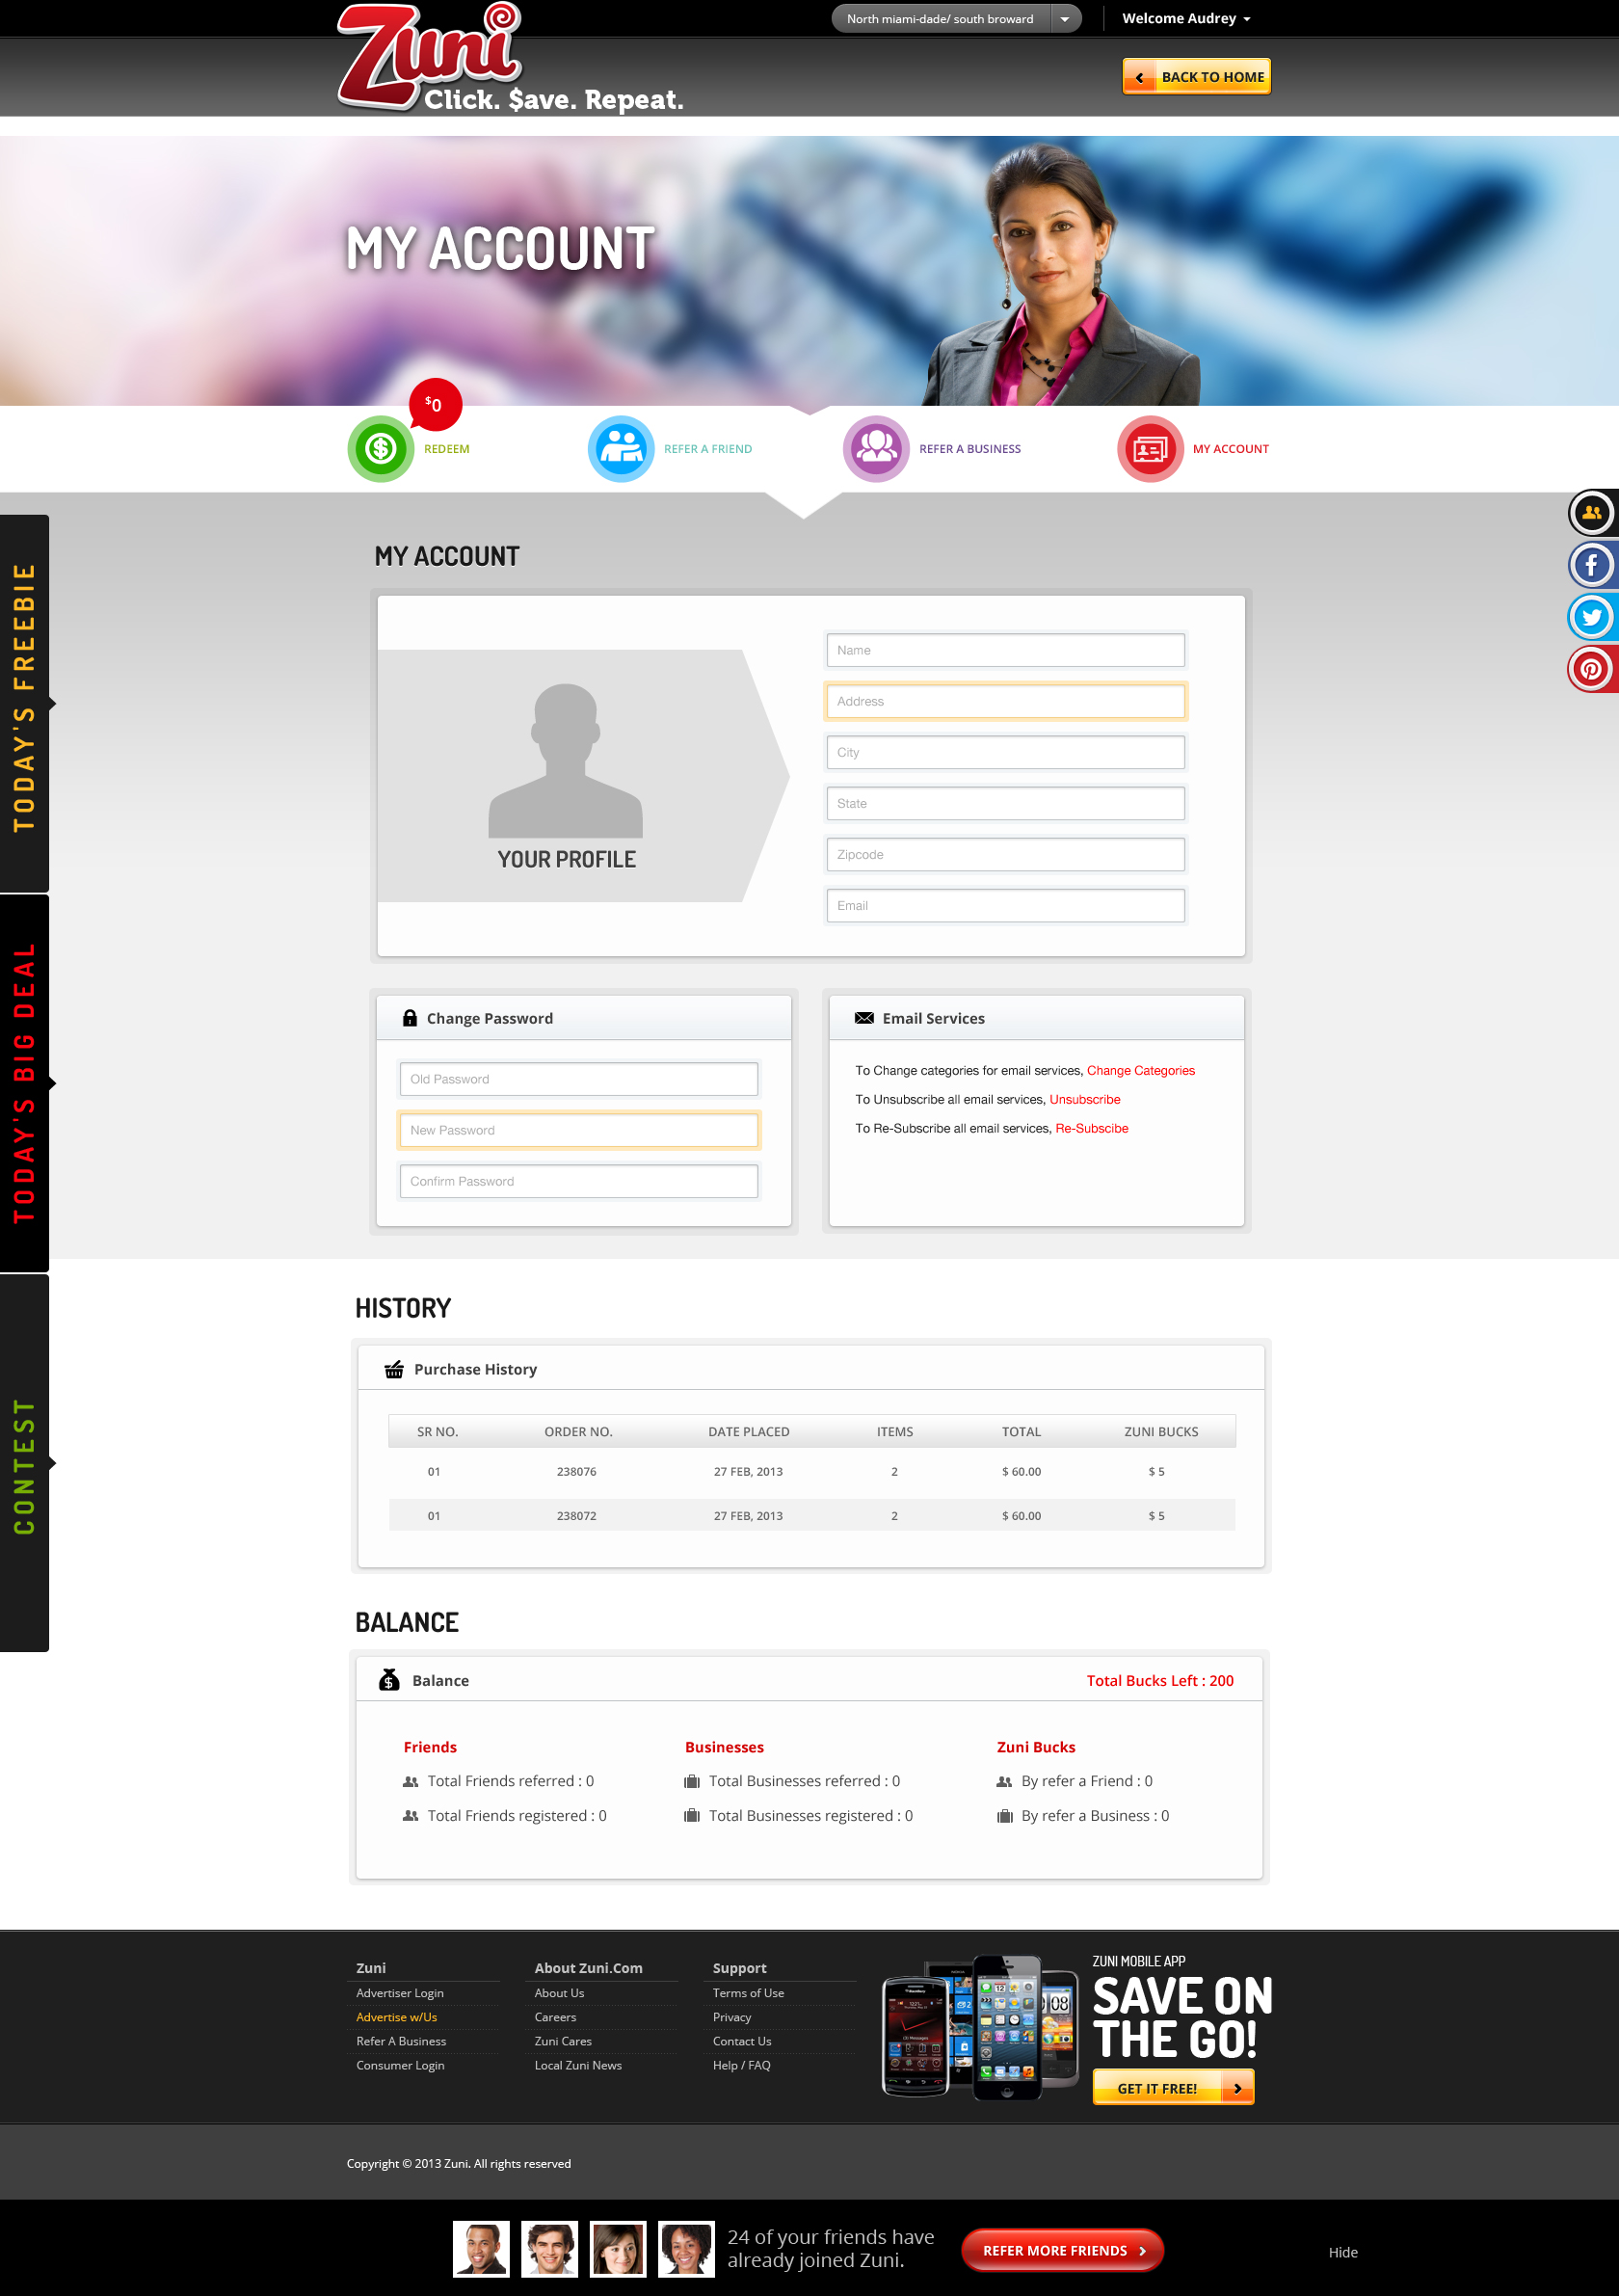 North miami-dade/ south broward
Welcome Audrey
Zuni
Click. $ave. Repeat.
BACK TO HOME
MY ACCOUNT
$0
REDEEM
REFER A FRIEND
REFER A BUSINESS
MY ACCOUNT
TODAY'S FREEBIE
TODAY'S BIG DEAL
CONTEST
MY ACCOUNT
YOUR PROFILE
Name
Address
City
State
Zipcode
Email
Change Password
Old Password
New Password
Confirm Password
Email Services
To Change categories for email services, Change Categories
To Unsubscribe all email services, Unsubscribe
To Re-Subscribe all email services, Re-Subscibe
HISTORY
Purchase History
SR NO. ORDER NO. DATE PLACED ITEMS TOTAL ZUNI BUCKS
01 238076 27 FEB, 2013 2 $ 60.00 $ 5
01 238072 27 FEB, 2013 2 $ 60.00 $ 5
BALANCE
Balance
Total Bucks Left : 200
Friends
Total Friends referred : 0
Total Friends registered : 0
Businesses
Total Businesses referred : 0
Total Businesses registered : 0
Zuni Bucks
By refer a Friend : 0
By refer a Business : 0
Zuni
Advertiser Login
Advertise w/Us
Refer A Business
Consumer Login
About Zuni.Com
About Us
Careers
Zuni Cares
Local Zuni News
Support
Terms of Use
Privacy
Contact Us
Help / FAQ
ZUNI MOBILE APP
SAVE ON
THE GO!
GET IT FREE!
Copyright © 2013 Zuni. All rights reserved
24 of your friends have
already joined Zuni.
REFER MORE FRIENDS
Hide